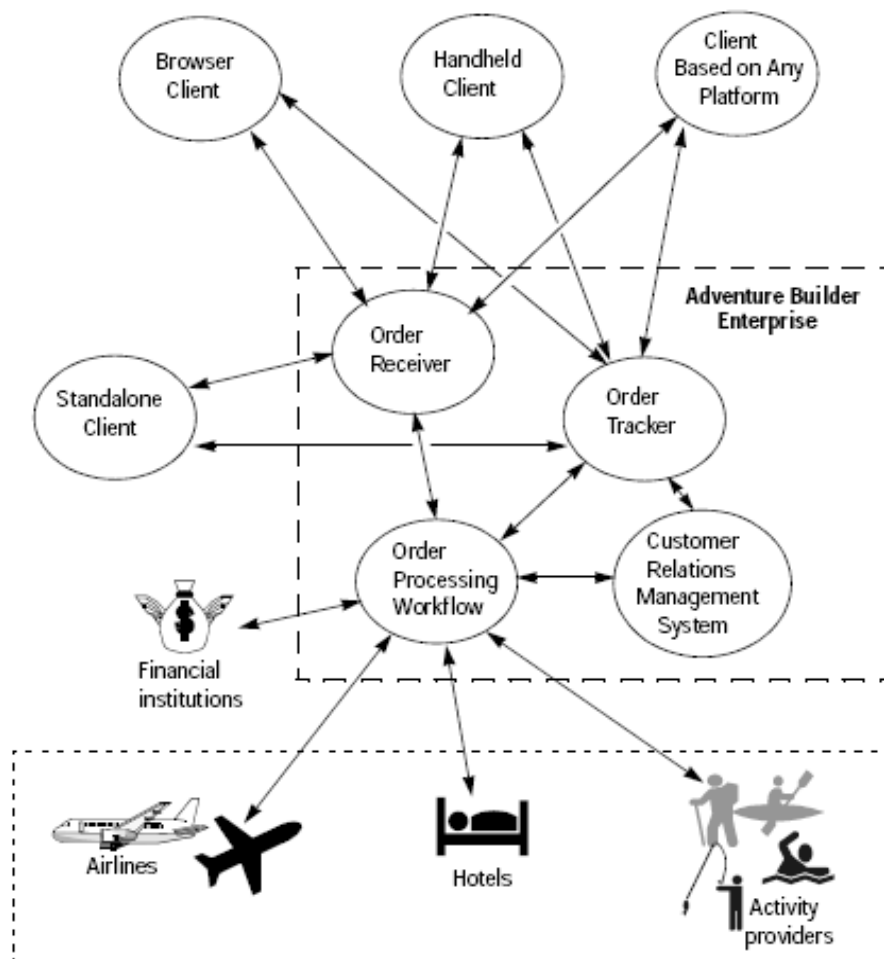 Browser
Client
Handheld
Client
Client
Based on Any
Platform
Adventure Builder
Enterprise
Order
Receiver
Standalone
Client
Order
Tracker
Order
Processing
Workflow
Customer
Relations
Management
System
$
Financial
institutions
Airlines
Hotels
Activity
providers